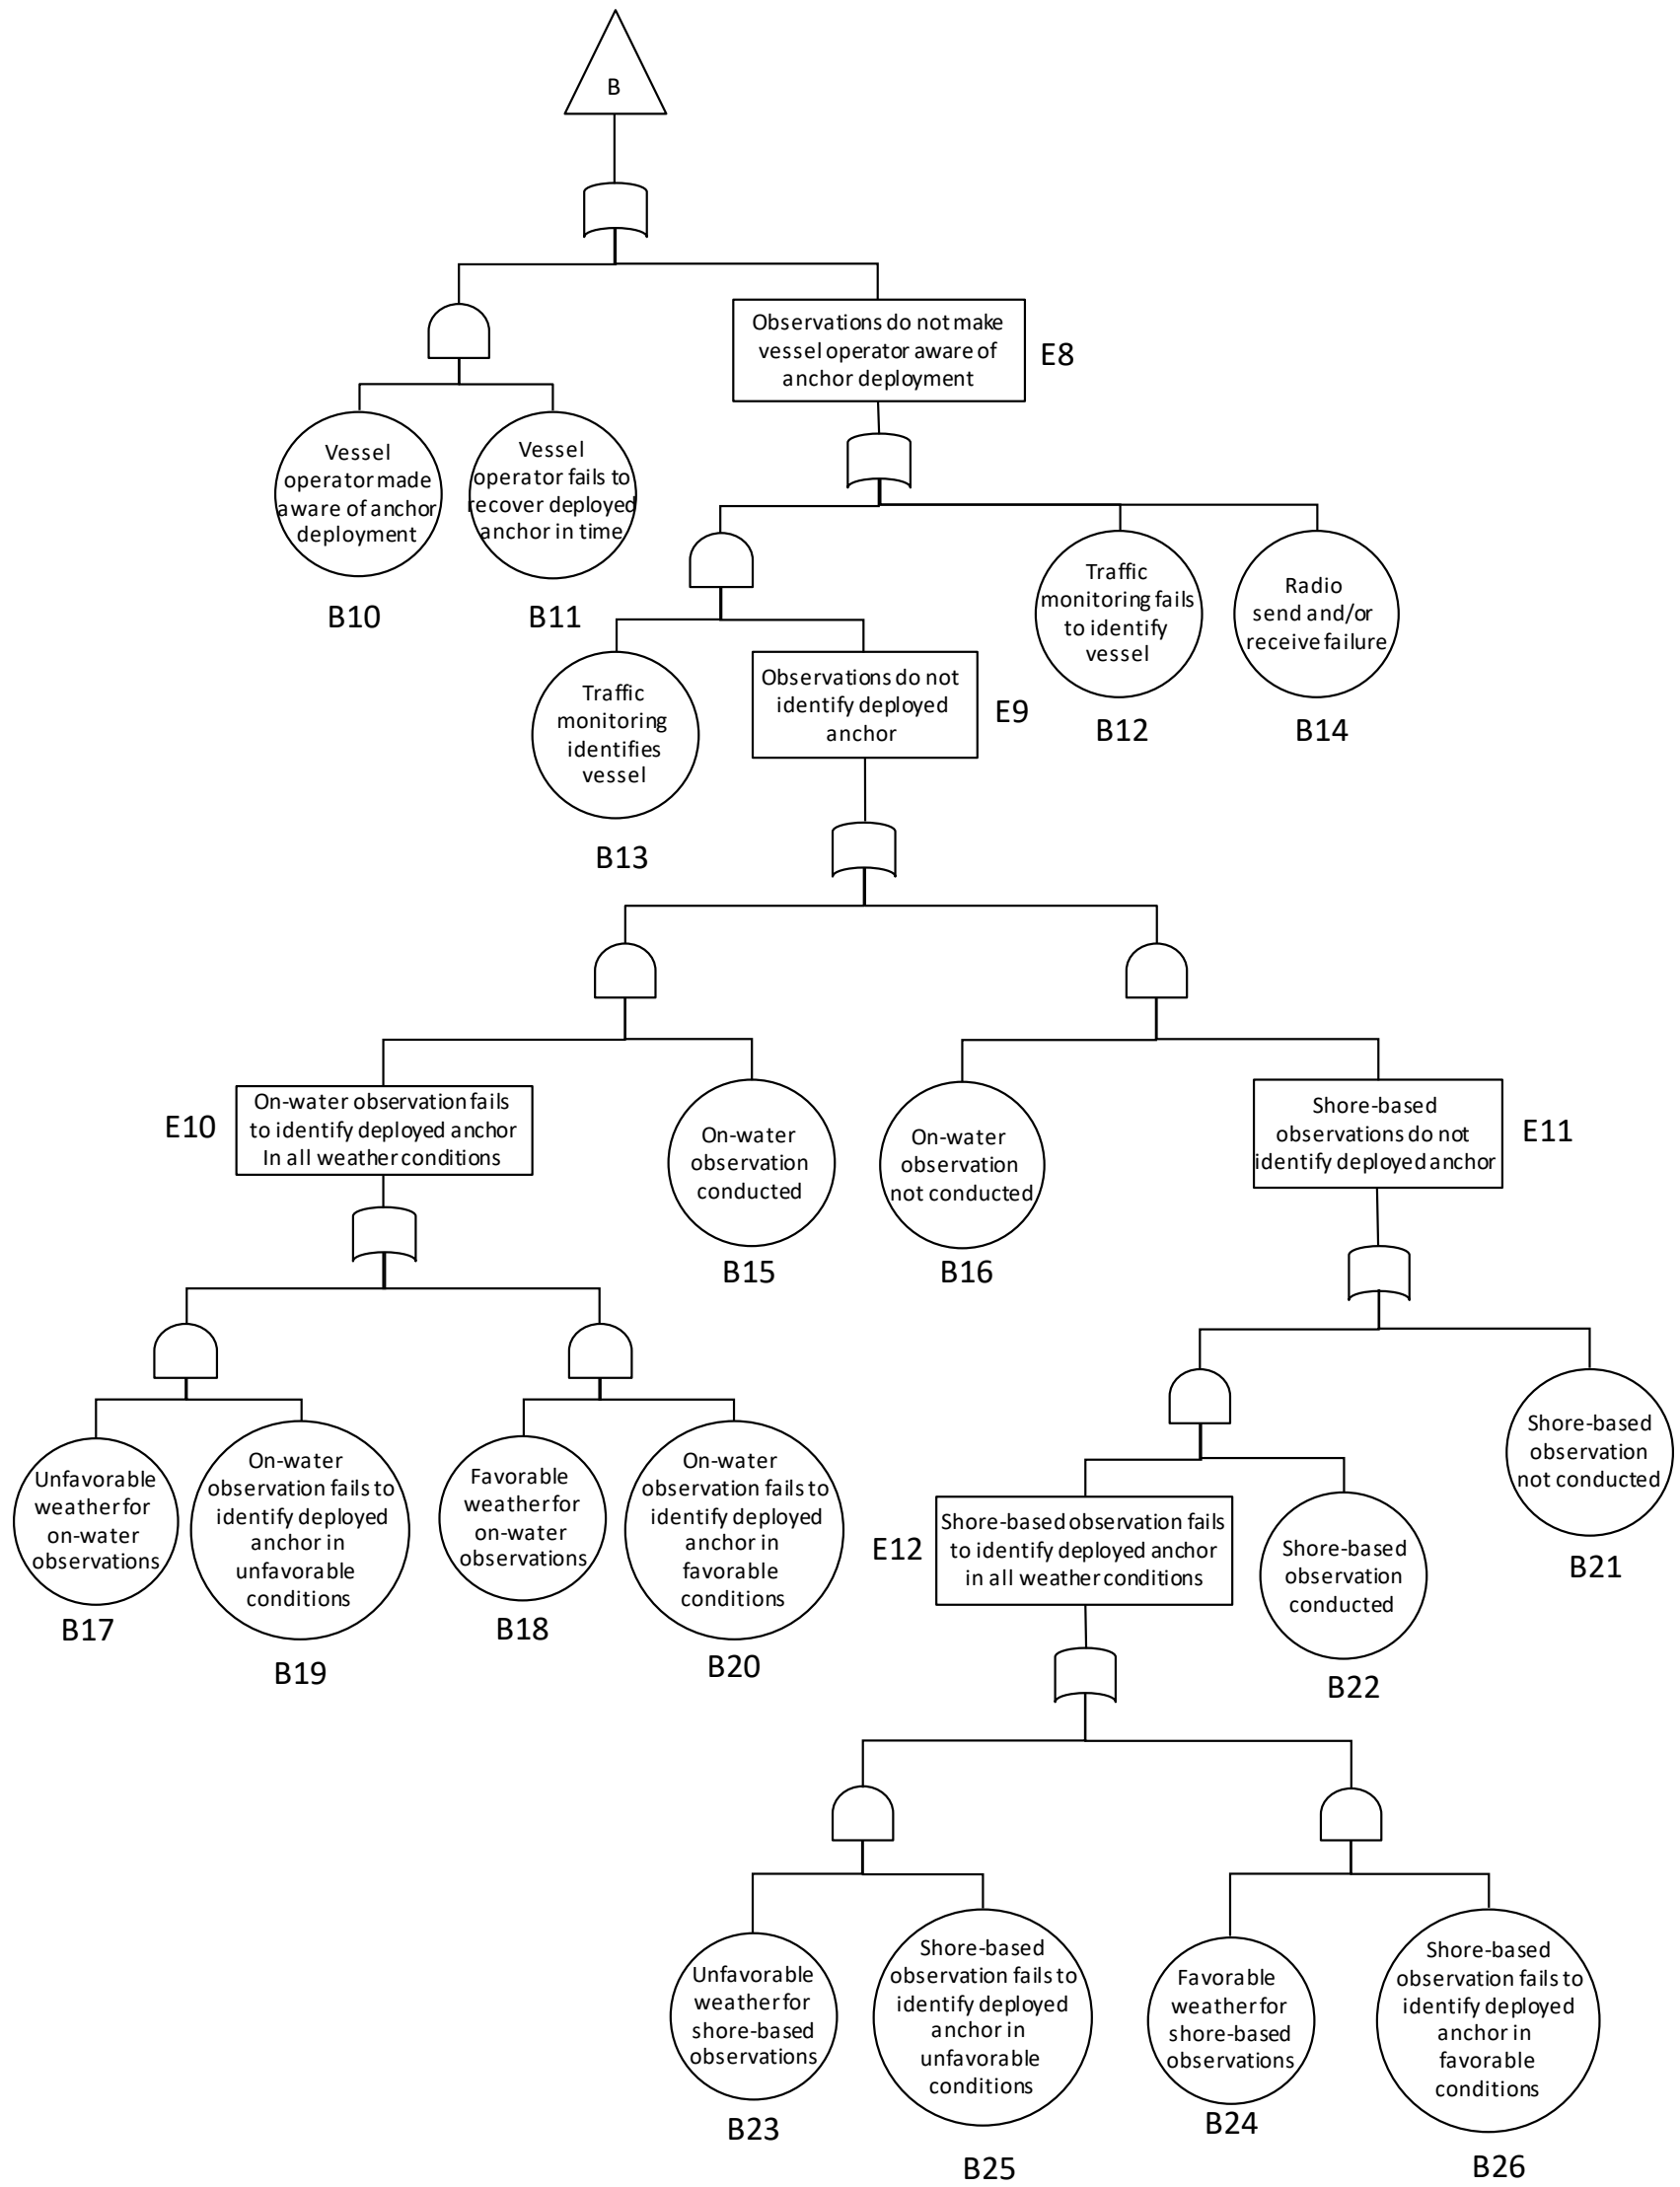 B
Observations do not make
vessel operator aware of
anchor deployment
E8
Vessel
operator made
aware of anchor
deployment
B10
Vessel
operator fails to
recover deployed
anchor in time
B11
Traffic
monitoring fails
to identify
vessel
B12
Radio
send and/or
receive failure
B14
Traffic
monitoring
identifies
vessel
B13
Observations do not
identify deployed
anchor
E9
E10
On-water observation fails
to identify deployed anchor
In all weather conditions
On-water
observation
conducted
B15
On-water
observation
not conducted
B16
Shore-based
observations do not
identify deployed anchor
E11
Unfavorable
weather for
on-water
observations
B17
On-water
observation fails to
identify deployed
anchor in
unfavorable
conditions
B19
Favorable
weather for
on-water
observations
B18
On-water
observation fails to
identify deployed
anchor in
favorable
conditions
B20
E12
Shore-based observation fails
to identify deployed anchor
in all weather conditions
Shore-based
observation
conducted
B22
Shore-based
observation
not conducted
B21
Unfavorable
weather for
shore-based
observations
B23
Shore-based
observation fails to
identify deployed
anchor in
unfavorable
conditions
B25
Favorable
weather for
shore-based
observations
B24
Shore-based
observation fails to
identify deployed
anchor in
favorable
conditions
B26